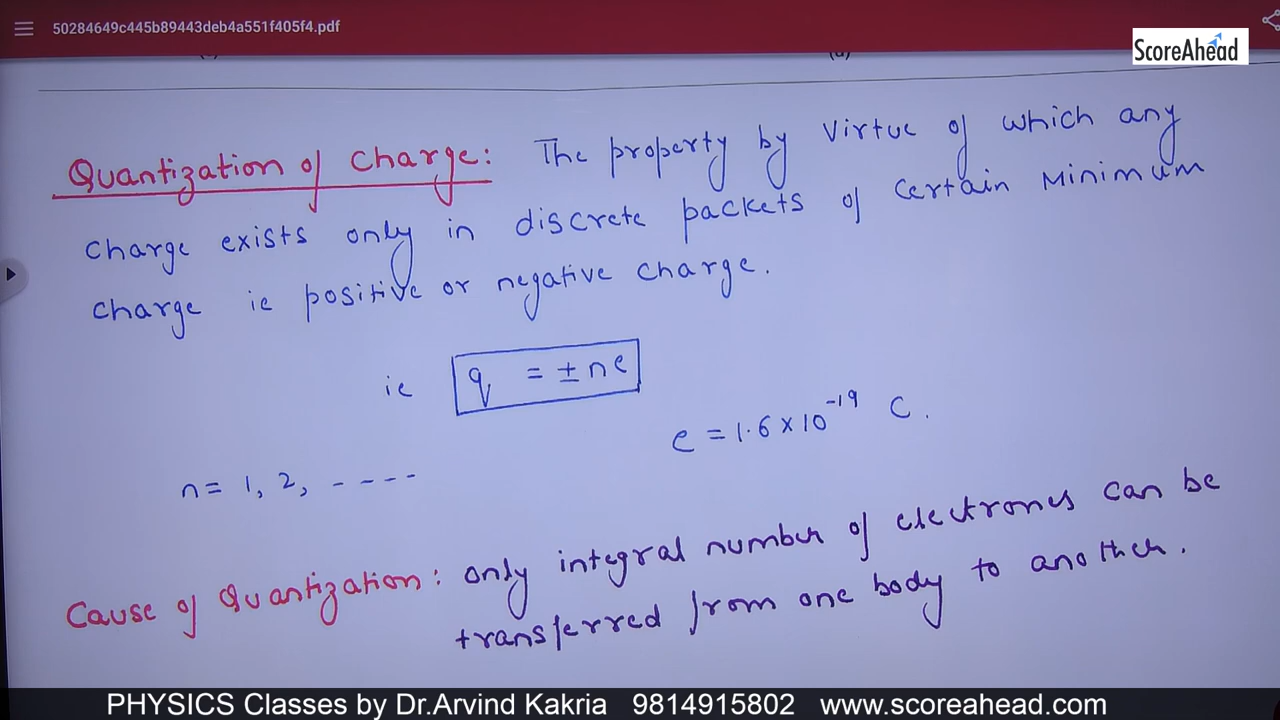 50284649c445b89443deb4a551f405f4.pdf
ScoreAhead
Quantization of Charge: The property by virtue of which any
charge exists only in discrete packets of certain minimum
charge ie positive or negative charge.
ie q = ±ne
e = 1.6 × 10⁻¹⁹ C.
n = 1, 2, - - - -
Cause of Quantization: only integral number of electrones can be
transferred from one body to another.
PHYSICS Classes by Dr.Arvind Kakria 9814915802 www.scoreahead.com